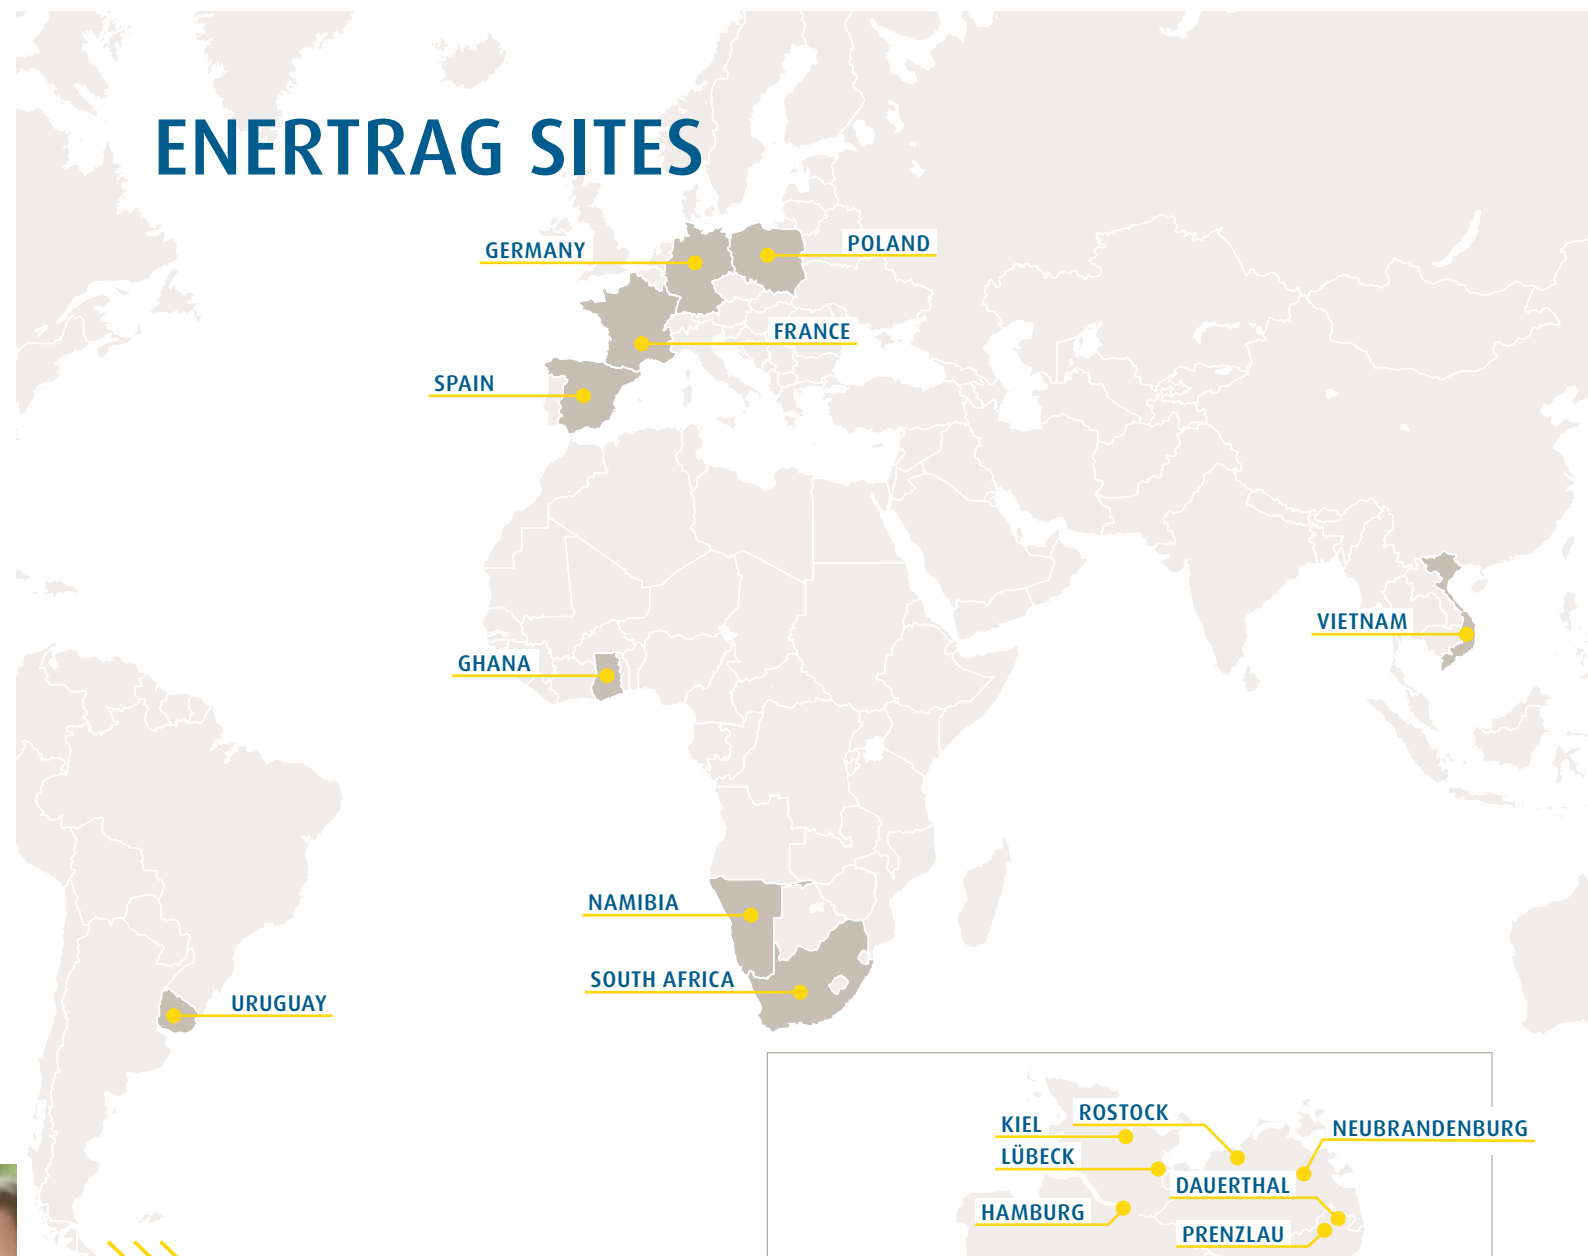 ENERTRAG SITES
GERMANY
POLAND
FRANCE
SPAIN
VIETNAM
GHANA
NAMIBIA
SOUTH AFRICA
URUGUAY
KIEL
ROSTOCK
NEUBRANDENBURG
LÜBECK
DAUERTHAL
HAMBURG
PRENZLAU